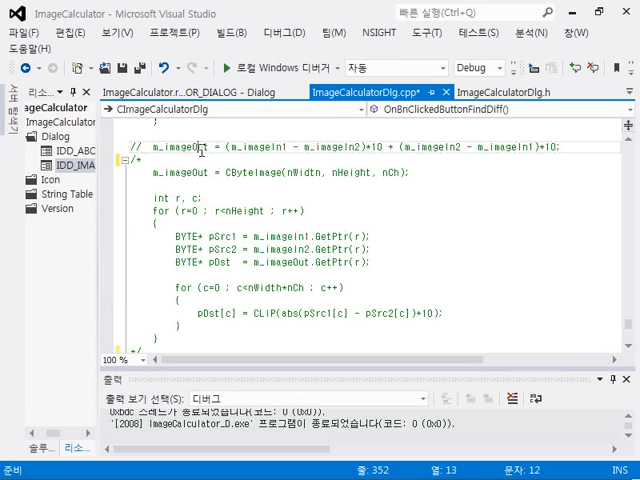 ImageCalculator - Microsoft Visual Studio
빠른 실행(Ctrl+Q)
파일(F) 편집(E) 보기(V) 프로젝트(P) 빌드(B) 디버그(D) 팀(M) NSIGHT 도구(T) 테스트(S) 분석(N) 창(W)
도움말(H)
로컬 Windows 디버거 자동 Debug
서버 탐색기
리소... ImageCalculator.r...OR_DIALOG - Dialog ImageCalculatorDlg.cpp* ImageCalculatorDlg.h
ageCalculator
CImageCalculatorDlg OnBnClickedButtonFindDiff()
ImageCalculator
Dialog
IDD_ABC
IDD_IMA
Icon
String Table
Version
}
// m_imageOut = (m_imageIn1 - m_imageIn2)*10 + (m_imageIn2 - m_imageIn1)*10;
/*
m_imageOut = CByteImage(nWidth, nHeight, nCh);
int r, c;
for (r=0 ; r<nHeight ; r++)
{
BYTE* pSrc1 = m_imageIn1.GetPtr(r);
BYTE* pSrc2 = m_imageIn2.GetPtr(r);
BYTE* pDst = m_imageOut.GetPtr(r);
for (c=0 ; c<nWidth*nCh ; c++)
{
pDst[c] = CLIP(abs(pSrc1[c] - pSrc2[c])*10);
}
}
*/
100 %
출력
출력 보기 선택(S): 디버그
0xbdc 스레드가 종료되었습니다(코드: 0 (0x0)).
'[2008] ImageCalculator_D.exe' 프로그램이 종료되었습니다(코드: 0 (0x0)).
솔루... 리소...
준비 줄: 352 열: 13 문자: 12 INS